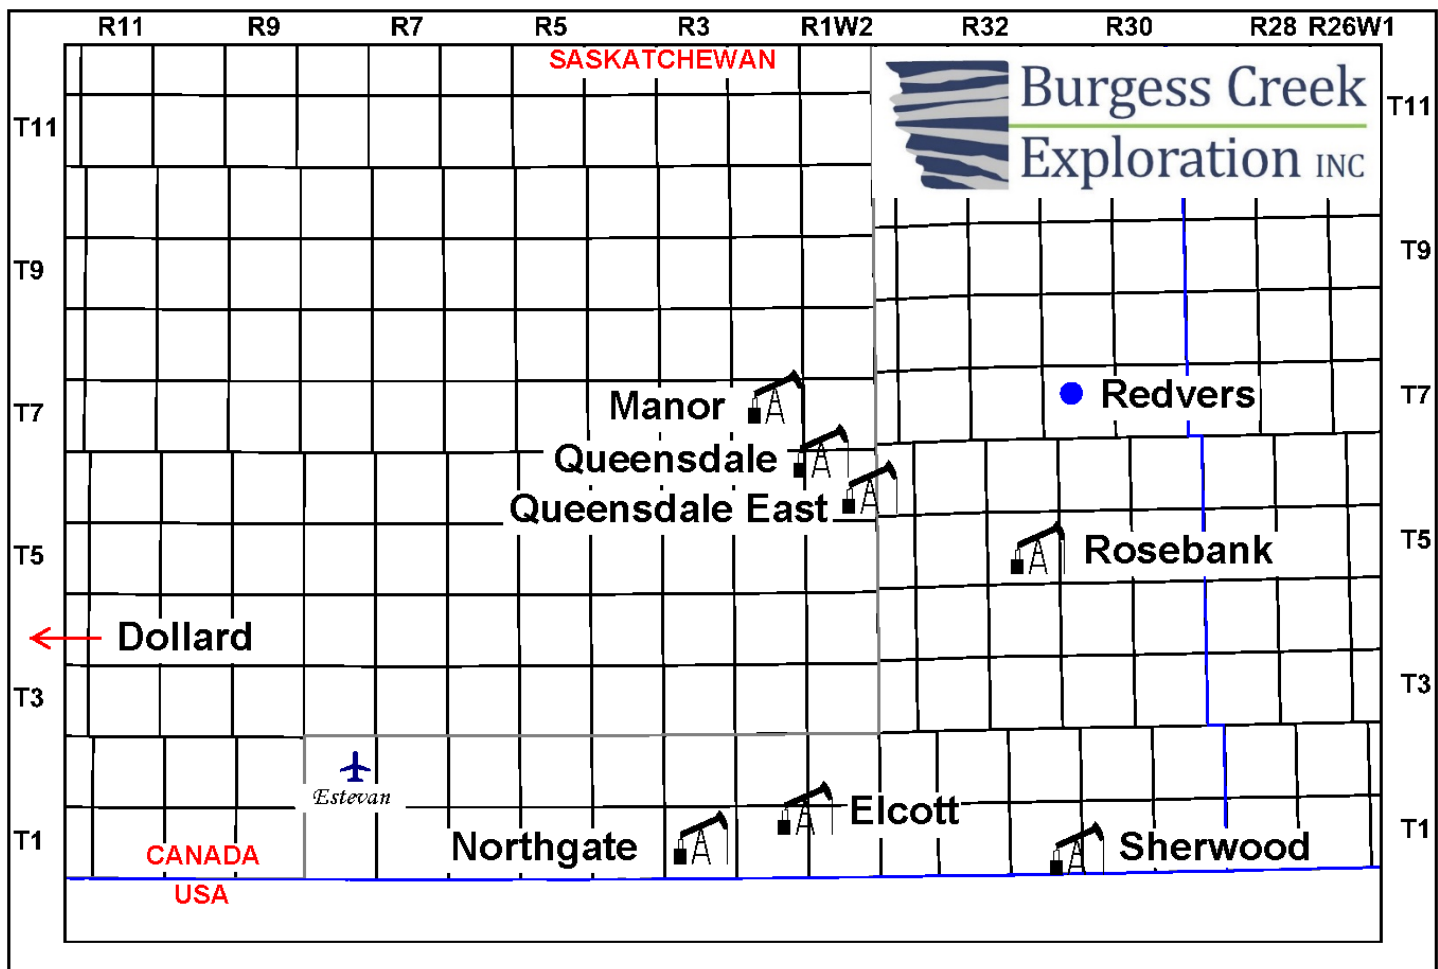 R11 R9 R7 R5 R3 R1W2 R32 R30 R28 R26W1
SASKATCHEWAN
Burgess Creek
Exploration INC
T11 T11
T9 T9
T7 Manor Redvers T7
Queensdale
Queensdale East
T5 Rosebank T5
Dollard
T3 T3
Estevan
Elcott
T1 Northgate Sherwood T1
CANADA
USA